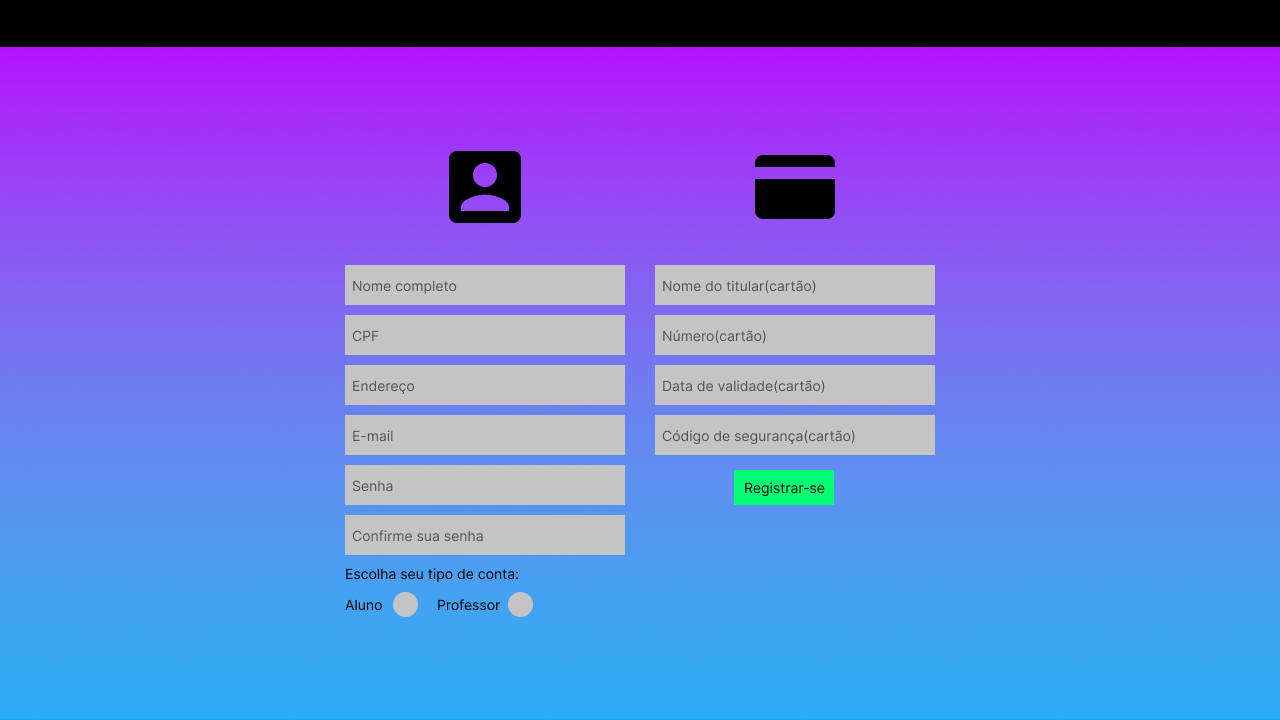 Nome completo
CPF
Endereço
E-mail
Senha
Confirme sua senha
Escolha seu tipo de conta:
Aluno Professor
Nome do titular(cartão)
Número(cartão)
Data de validade(cartão)
Código de segurança(cartão)
Registrar-se